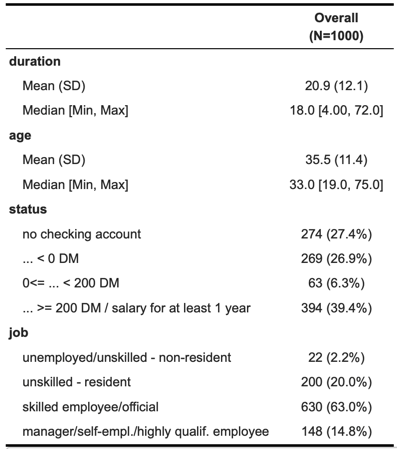 Overall
(N=1000)
duration
Mean (SD) 20.9 (12.1)
Median [Min, Max] 18.0 [4.00, 72.0]
age
Mean (SD) 35.5 (11.4)
Median [Min, Max] 33.0 [19.0, 75.0]
status
no checking account 274 (27.4%)
... < 0 DM 269 (26.9%)
0<= ... < 200 DM 63 (6.3%)
... >= 200 DM / salary for at least 1 year 394 (39.4%)
job
unemployed/unskilled - non-resident 22 (2.2%)
unskilled - resident 200 (20.0%)
skilled employee/official 630 (63.0%)
manager/self-empl./highly qualif. employee 148 (14.8%)